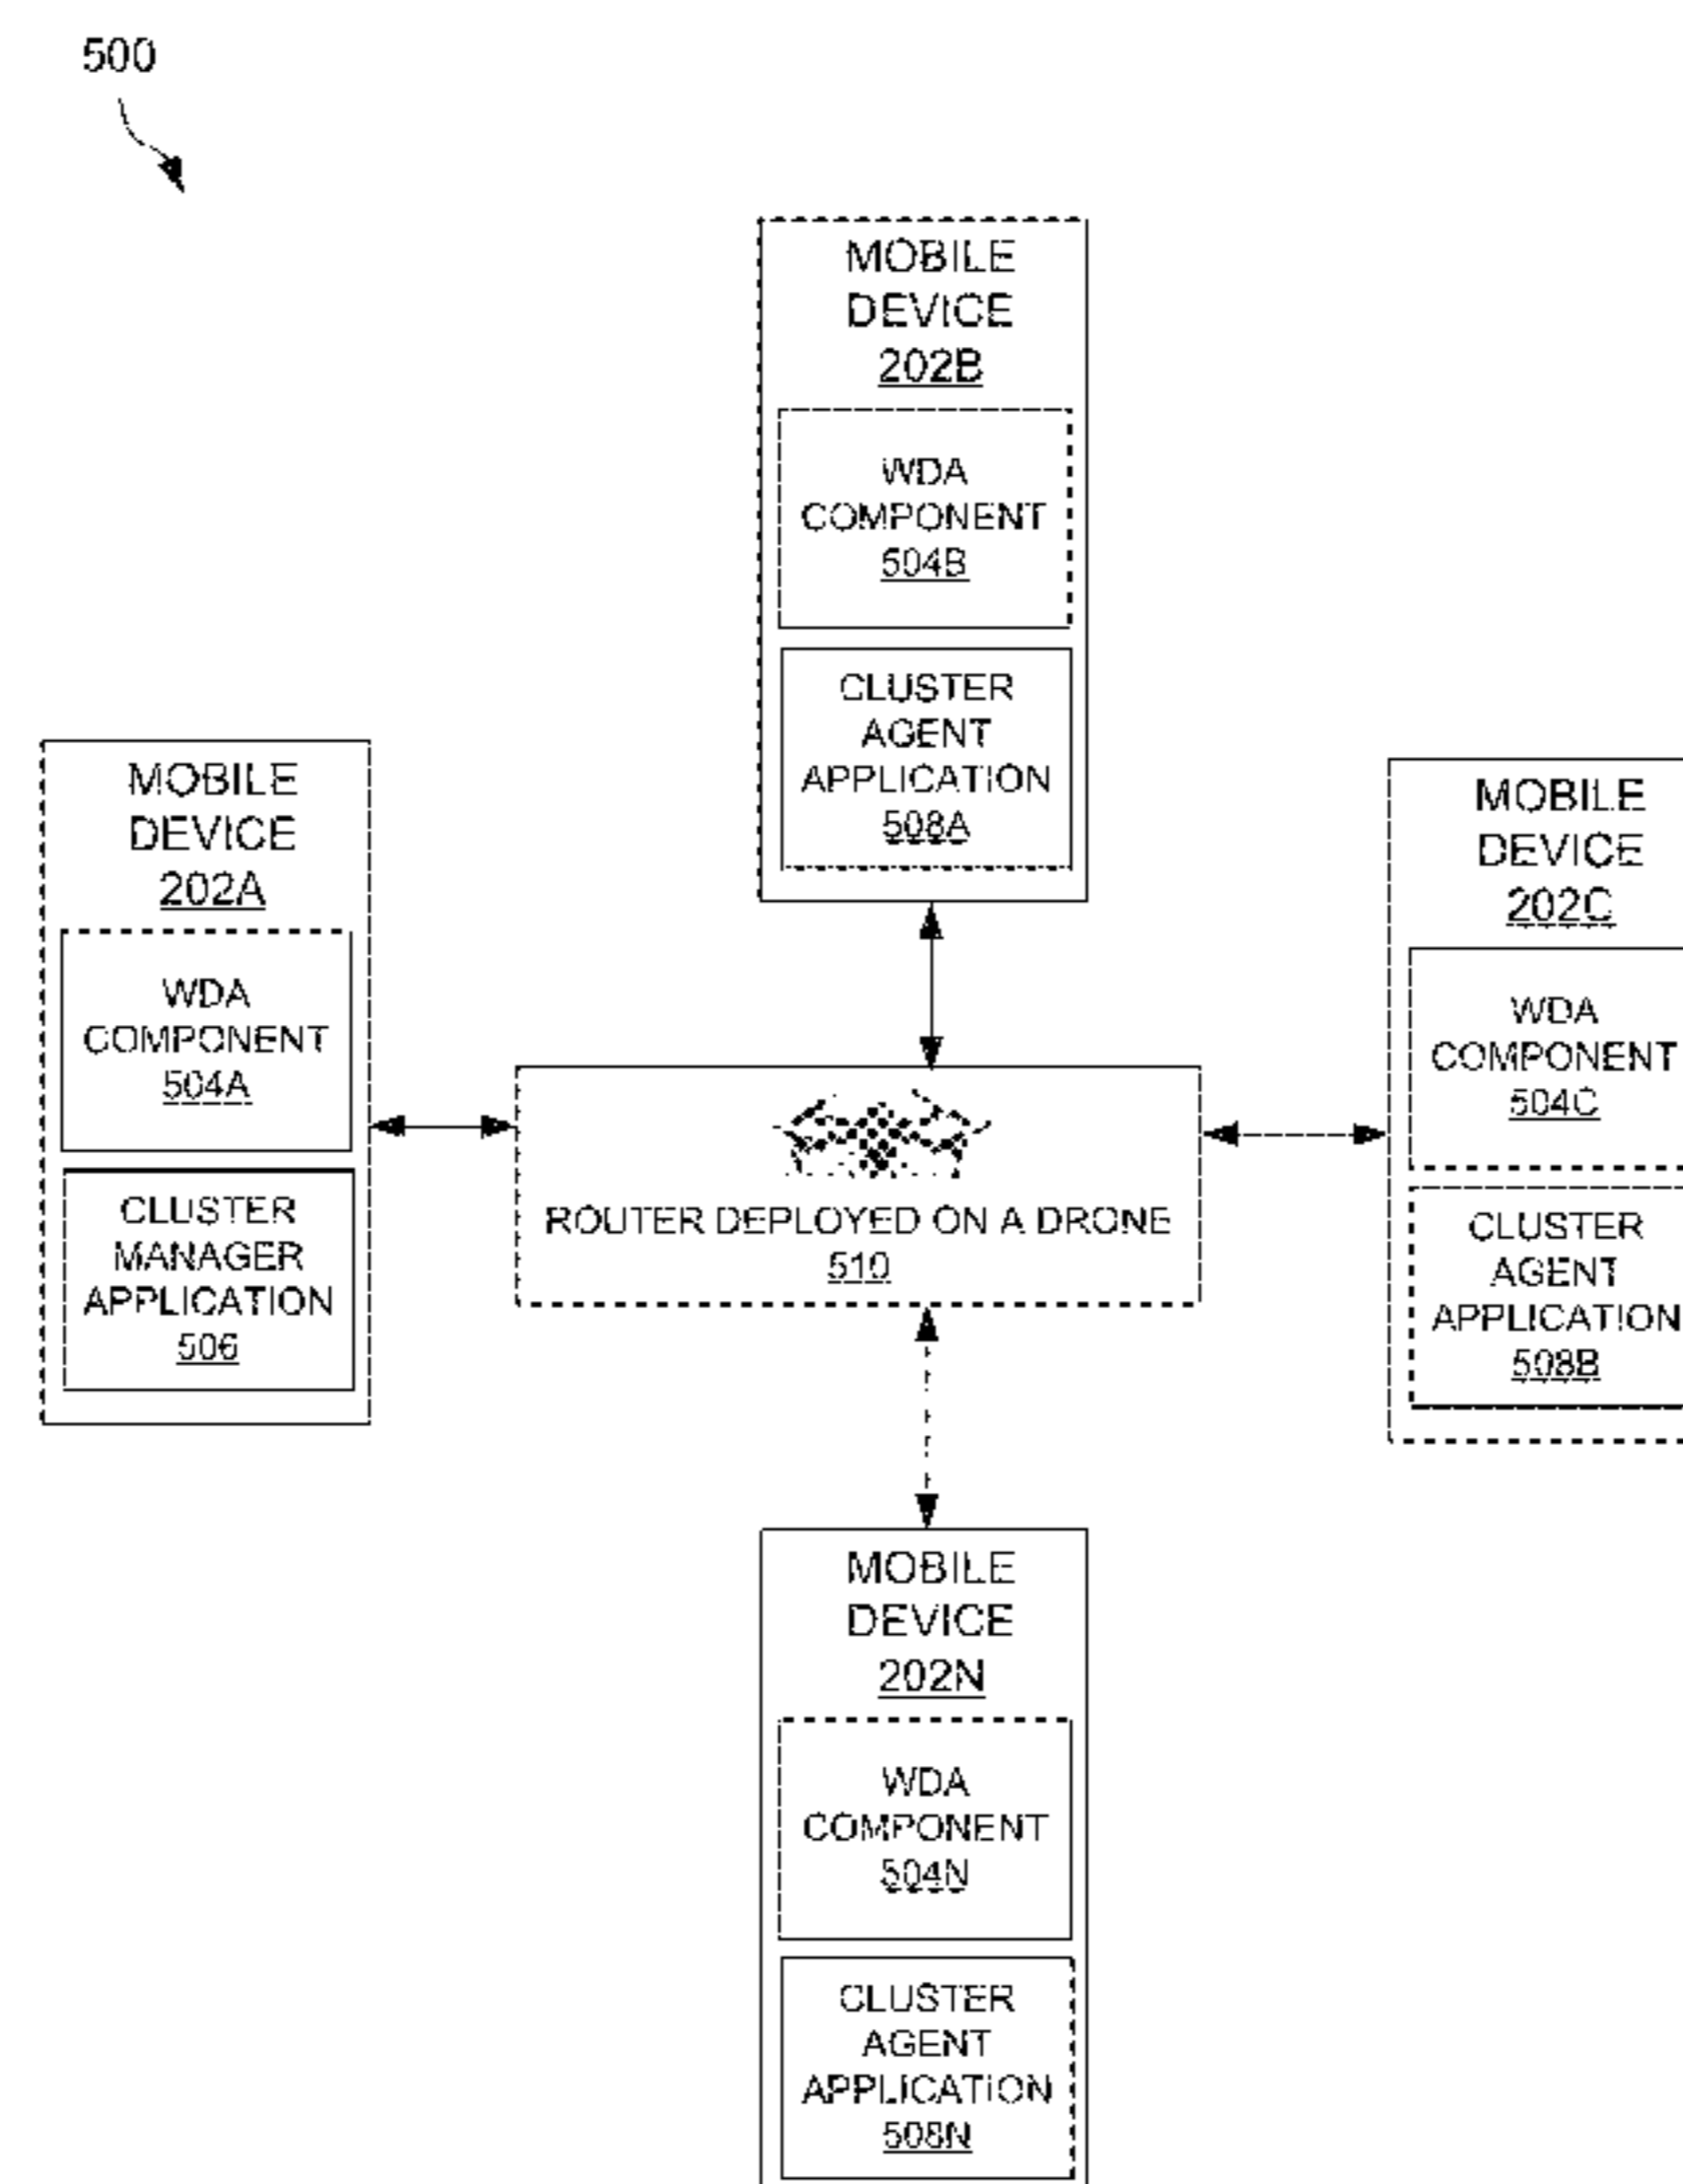 500
MOBILE
DEVICE
202B
WDA
COMPONENT
504B
CLUSTER
AGENT
APPLICATION
508A
MOBILE
DEVICE
202A
WDA
COMPONENT
504A
CLUSTER
MANAGER
APPLICATION
506
ROUTER DEPLOYED ON A DRONE
510
MOBILE
DEVICE
202C
WDA
COMPONENT
504C
CLUSTER
AGENT
APPLICATION
508B
MOBILE
DEVICE
202N
WDA
COMPONENT
504N
CLUSTER
AGENT
APPLICATION
508N